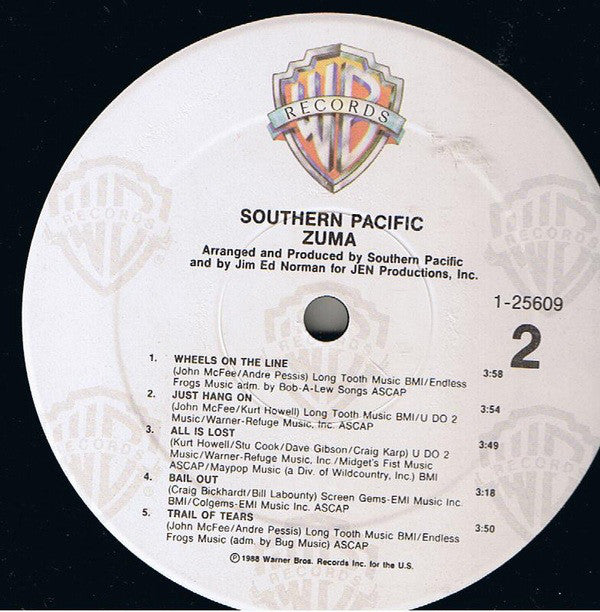 WB
RECORDS
SOUTHERN PACIFIC
ZUMA
Arranged and Produced by Southern Pacific
and by Jim Ed Norman for JEN Productions, Inc.
1-25609
2
1. WHEELS ON THE LINE
(John McFee/Andre Pessis) Long Tooth Music BMI/Endless 3:58
Frogs Music adm. by Bob-A-Lew Songs ASCAP
2. JUST HANG ON
(John McFee/Kurt Howell) Long Tooth Music BMI/U DO 2 3:54
Music/Warner-Refuge Music, Inc. ASCAP
3. ALL IS LOST
(Kurt Howell/Stu Cook/Dave Gibson/Craig Karp) U DO 2 3:49
Music/Warner-Refuge Music, Inc./Midget's Fist Music
ASCAP/Maypop Music (a Div. of Wildcountry, Inc.) BMI
4. BAIL OUT
(Craig Bickhardt/Bill Labounty) Screen Gems-EMI Music Inc. 3:18
BMI/Colgems-EMI Music Inc. ASCAP
5. TRAIL OF TEARS
(John McFee/Andre Pessis) Long Tooth Music BMI/Endless 3:50
Frogs Music (adm. by Bug Music) ASCAP
℗1988 Warner Bros. Records Inc. for the U.S.